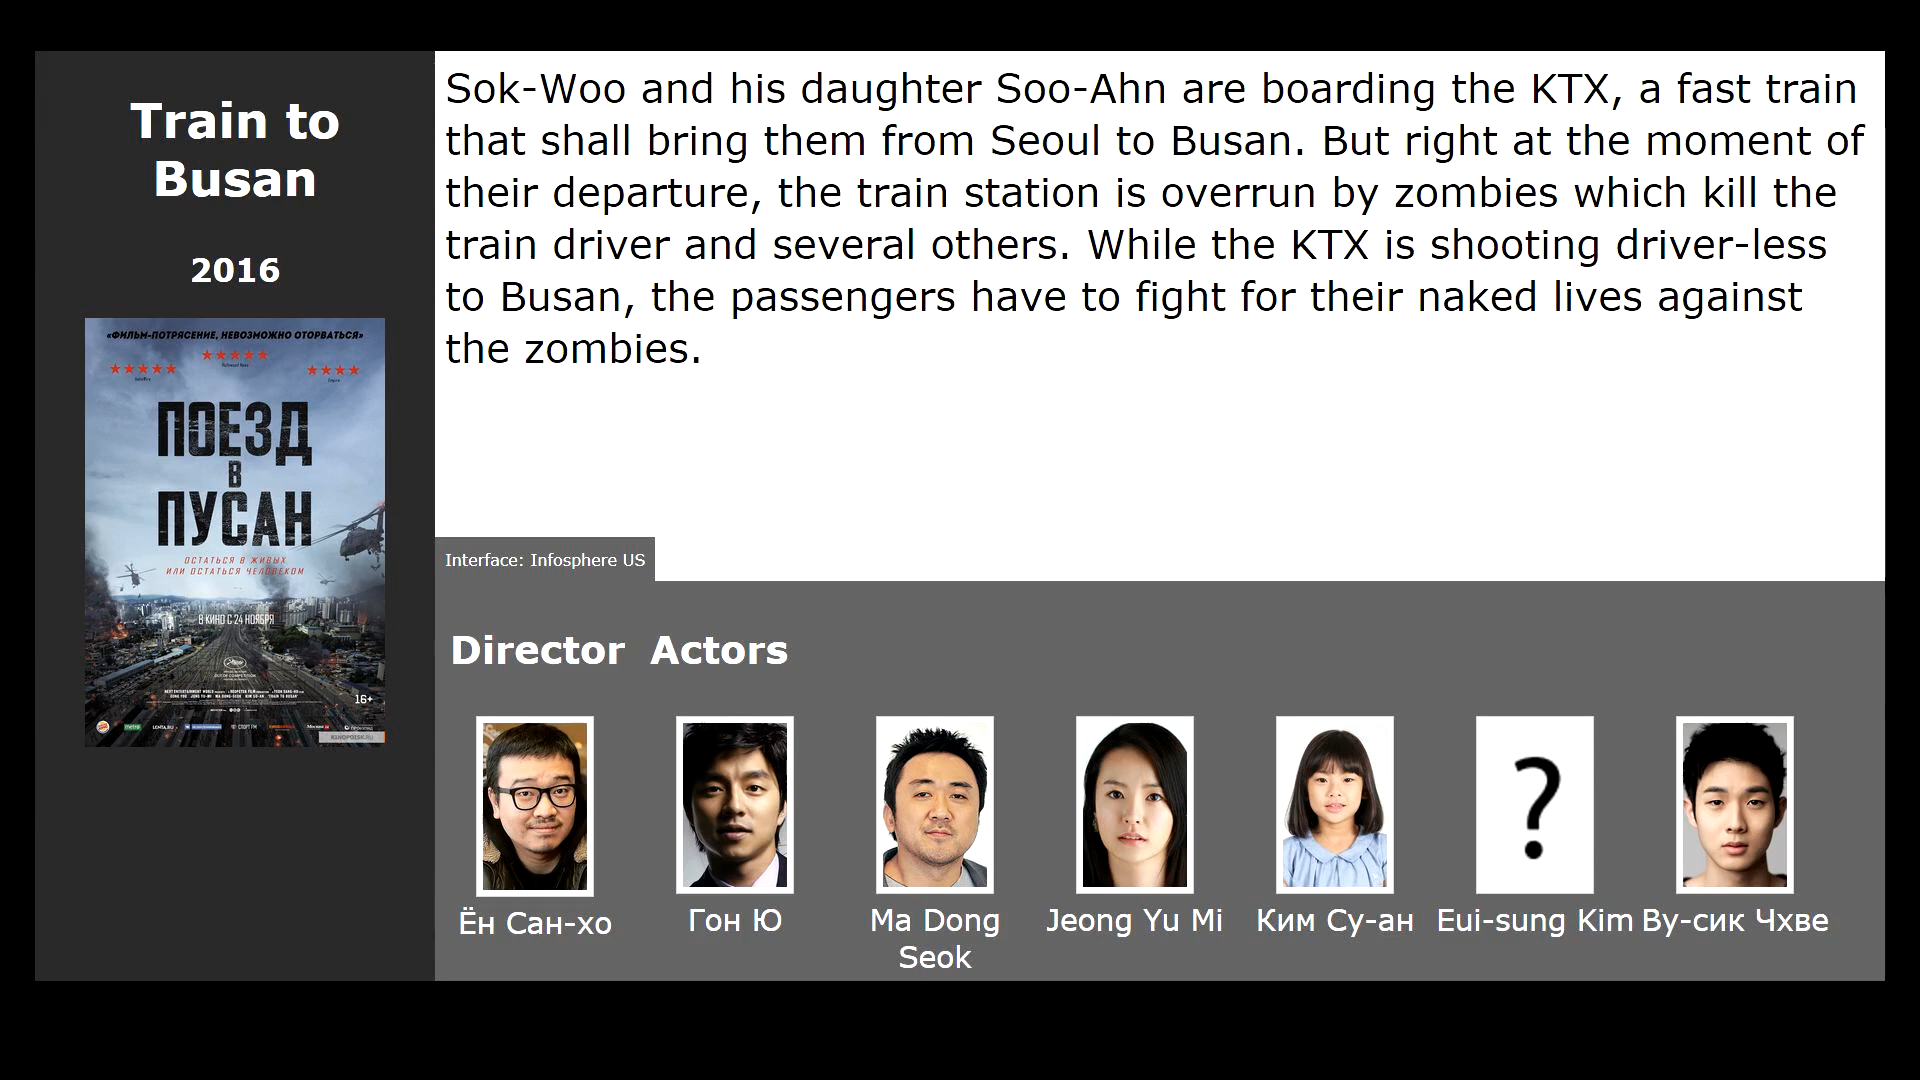 Train to
Busan
2016
«ФИЛЬМ-ПОТРЯСЕНИЕ, НЕВОЗМОЖНО ОТОРВАТЬСЯ»
ПОЕЗД
В
ПУСАН
ОСТАТЬСЯ В ЖИВЫХ
ИЛИ ОСТАТЬСЯ ЧЕЛОВЕКОМ
В КИНО С 24 НОЯБРЯ
16+
LENTA.RU
KINOPOISK.RU
Sok-Woo and his daughter Soo-Ahn are boarding the KTX, a fast train
that shall bring them from Seoul to Busan. But right at the moment of
their departure, the train station is overrun by zombies which kill the
train driver and several others. While the KTX is shooting driver-less
to Busan, the passengers have to fight for their naked lives against
the zombies.
Interface: Infosphere US
Director Actors
Ён Сан-хо
Гон Ю
Ma Dong
Seok
Jeong Yu Mi
Ким Су-ан
Eui-sung Kim
Ву-сик Чхве